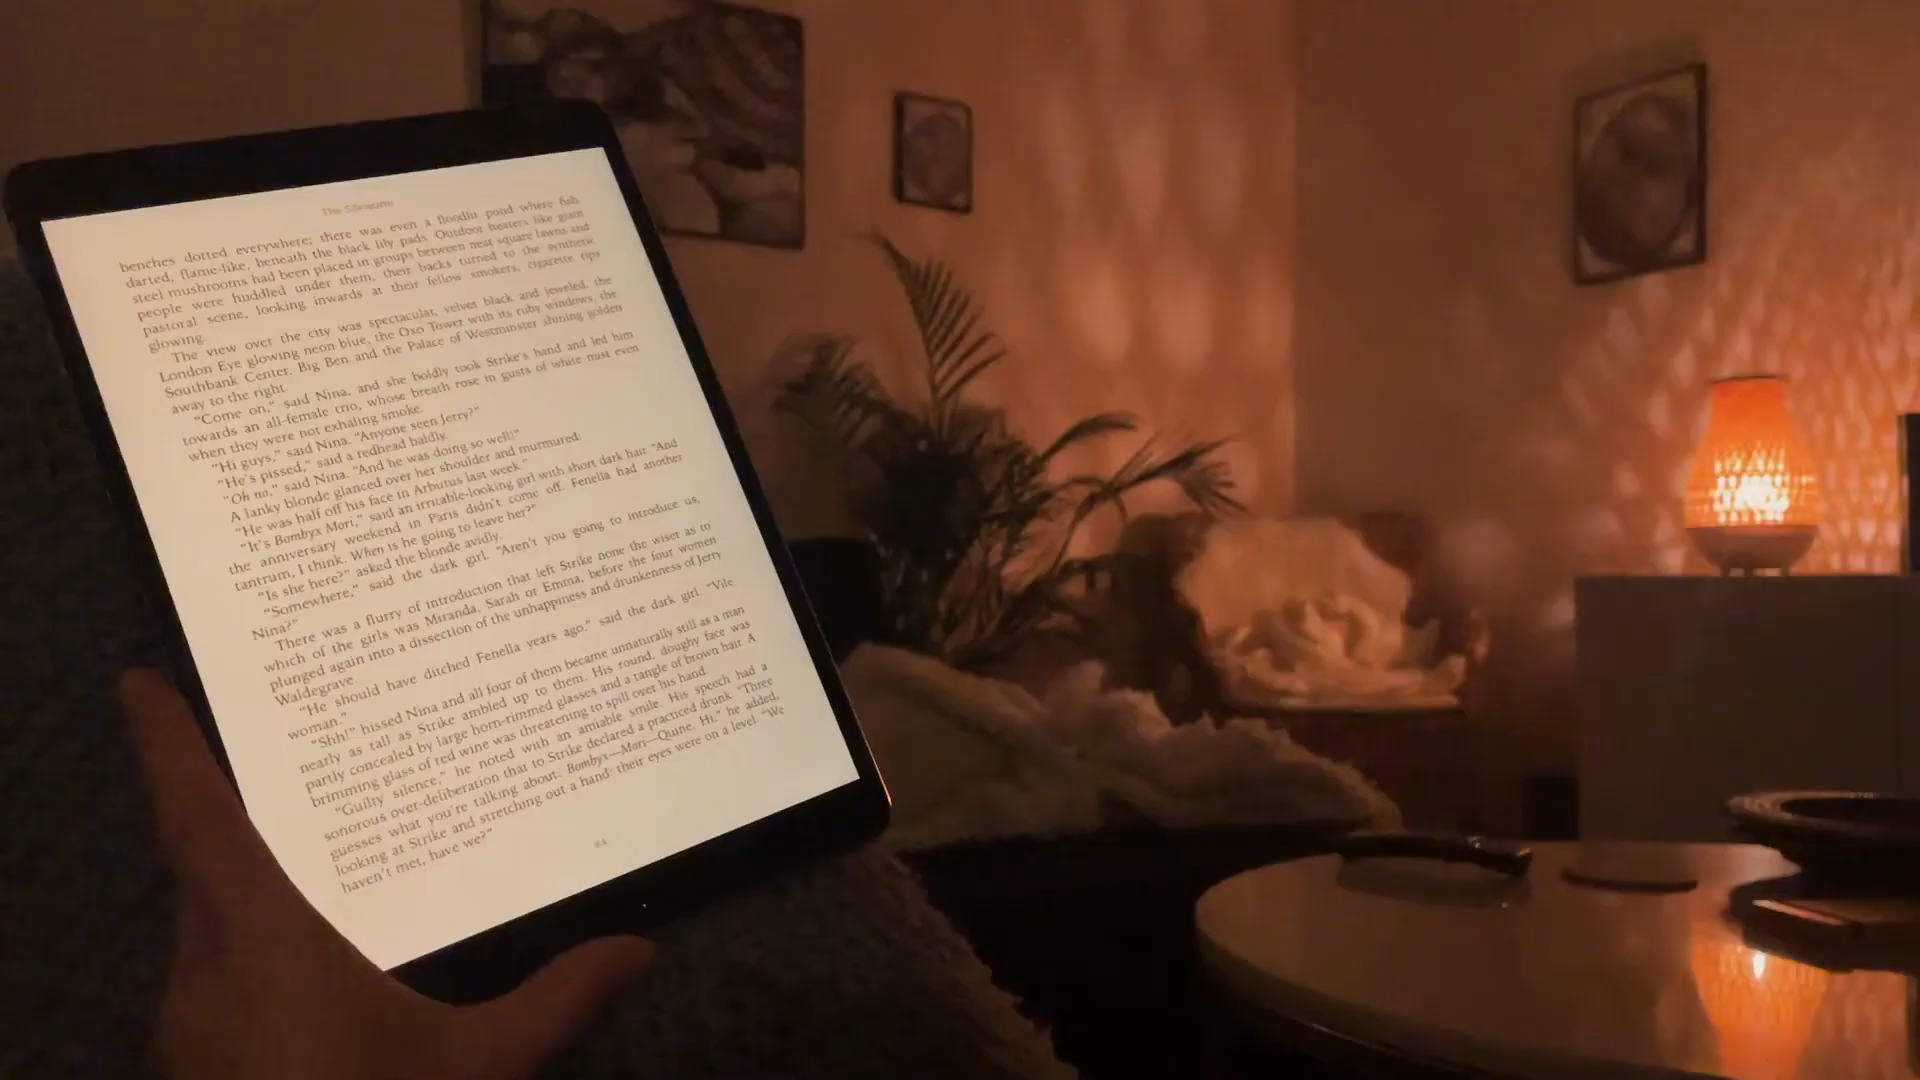 The Silkworm
benches dotted everywhere; there was even a floodlit pond where fish
darted, flame-like, beneath the black lily pads. Outdoor heaters like giant
steel mushrooms had been placed in groups between neat square lawns and
people were huddled under them, their backs turned to the synthetic
pastoral scene, looking inwards at their fellow smokers, cigarette tips
glowing.
The view over the city was spectacular, velvet black and jeweled, the
London Eye glowing neon blue, the Oxo Tower with its ruby windows, the
Southbank Center, Big Ben and the Palace of Westminster shining golden
away to the right.
“Come on,” said Nina, and she boldly took Strike's hand and led him
towards an all-female trio, whose breath rose in gusts of white mist even
when they were not exhaling smoke.
“Hi guys,” said Nina. “Anyone seen Jerry?”
“He's pissed,” said a redhead baldly.
“Oh no,” said Nina. “And he was doing so well!”
A lanky blonde glanced over her shoulder and murmured:
“He was half off his face in Arbutus last week.”
“It's Bombyx Mori,” said an irritable-looking girl with short dark hair. “And
the anniversary weekend in Paris didn't come off. Fenella had another
tantrum, I think. When is he going to leave her?”
“Is she here?” asked the blonde avidly.
“Somewhere,” said the dark girl. “Aren't you going to introduce us,
Nina?”
There was a flurry of introduction that left Strike none the wiser as to
which of the girls was Miranda, Sarah or Emma, before the four women
plunged again into a dissection of the unhappiness and drunkenness of Jerry
Waldegrave.
“He should have ditched Fenella years ago,” said the dark girl. “Vile
woman.”
“Shh!” hissed Nina and all four of them became unnaturally still as a man
nearly as tall as Strike ambled up to them. His round, doughy face was
partly concealed by large horn-rimmed glasses and a tangle of brown hair. A
brimming glass of red wine was threatening to spill over his hand.
“Guilty silence,” he noted with an amiable smile. His speech had a
sonorous over-deliberation that to Strike declared a practiced drunk. “Three
guesses what you're talking about: Bombyx—Mori—Quine. Hi,” he added,
looking at Strike and stretching out a hand: their eyes were on a level. “We
haven't met, have we?”